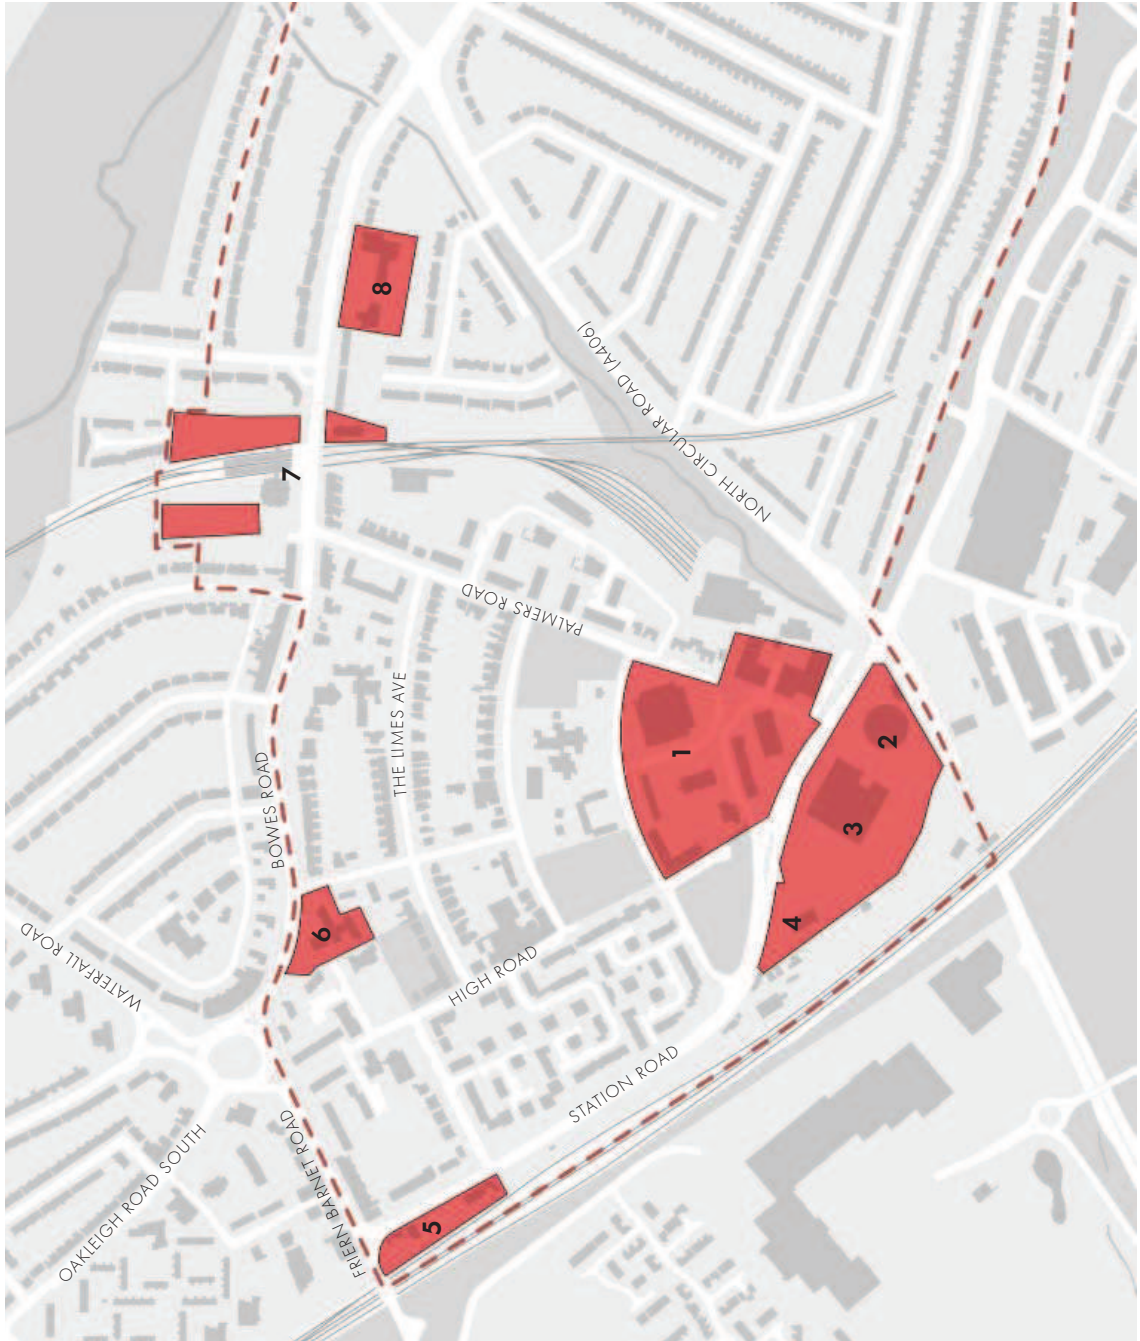 OAKLEIGH ROAD SOUTH
FRIERN BARNET ROAD
WATERFALL ROAD
BOWES ROAD
THE LIMES AVE
PALMERS ROAD
HIGH ROAD
STATION ROAD
NORTH CIRCULAR ROAD (A406)
1
2
3
4
5
6
7
8